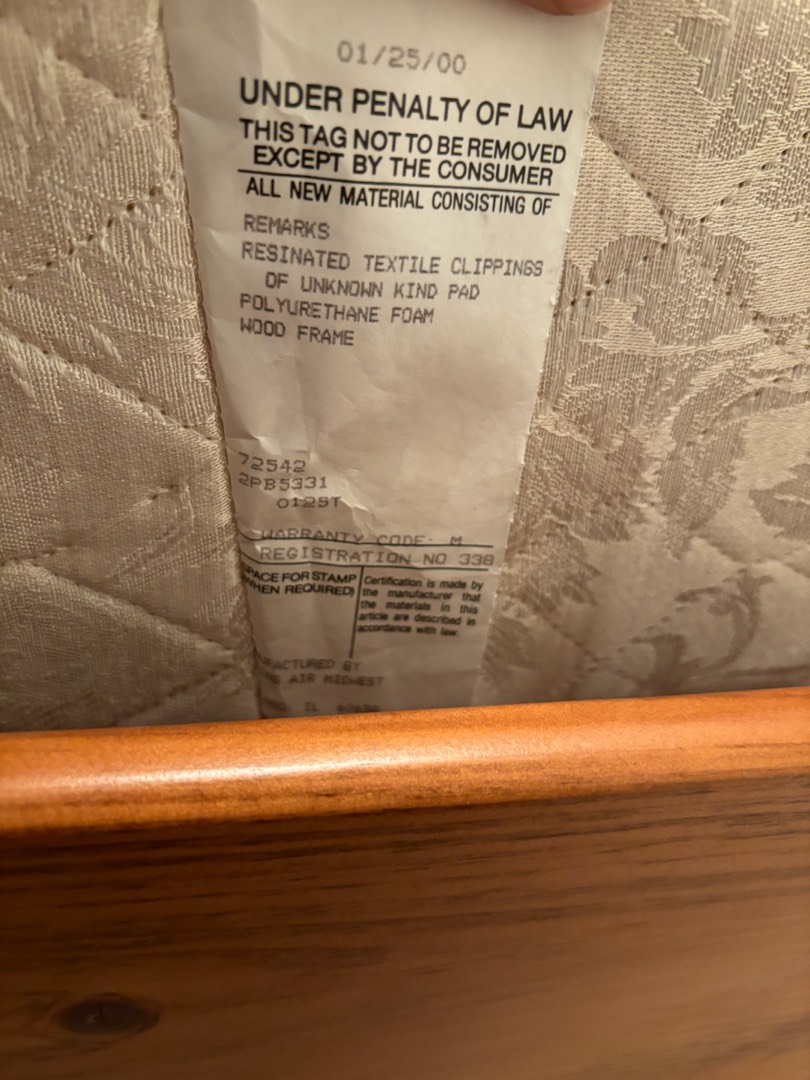 01/25/00
UNDER PENALTY OF LAW
THIS TAG NOT TO BE REMOVED
EXCEPT BY THE CONSUMER
ALL NEW MATERIAL CONSISTING OF
REMARKS
RESINATED TEXTILE CLIPPINGS
OF UNKNOWN KIND PAD
POLYURETHANE FOAM
WOOD FRAME
72542
2PB5331
0125T
WARRANTY CODE: M
REGISTRATION NO 338
SPACE FOR STAMP
(WHEN REQUIRED)
Certification is made by
the manufacturer that
the materials in this
article are described in
accordance with law.
BY
AIR MIDWEST
IL